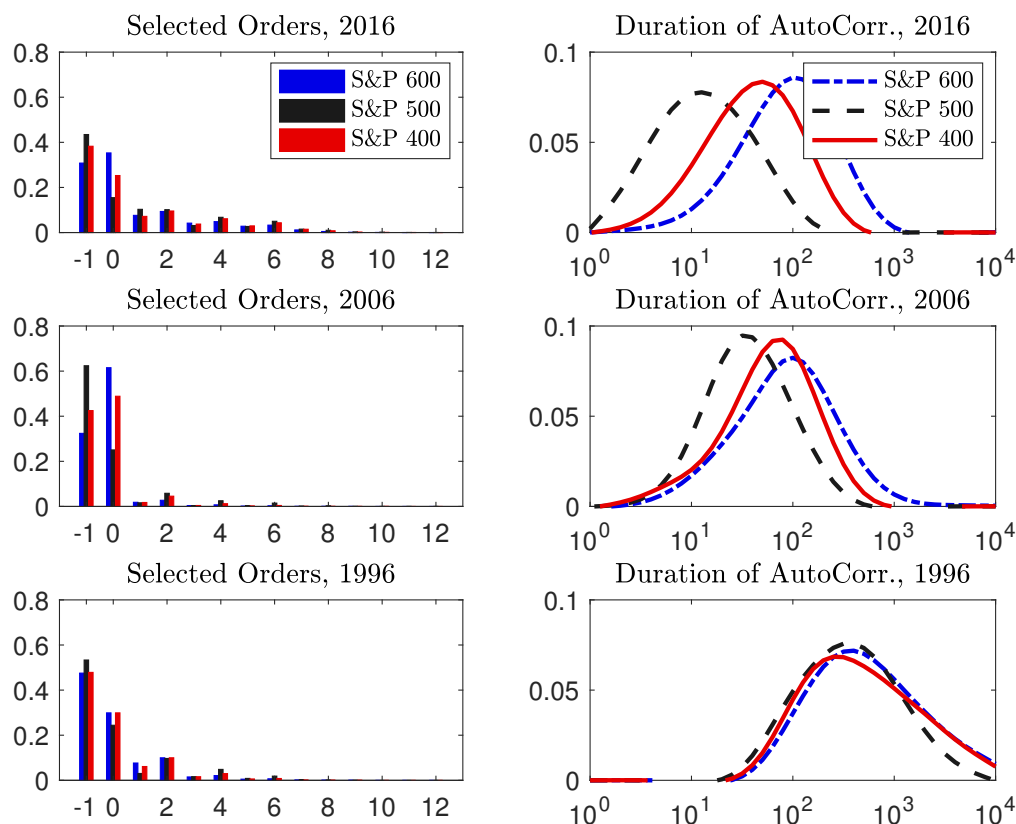 Selected Orders, 2016
0.8
0.6
0.4
0.2
0
-1 0 2 4 6 8 10 12
S&P 600
S&P 500
S&P 400
Duration of AutoCorr., 2016
0.1
0.05
0
10^0 10^1 10^2 10^3 10^4
S&P 600
S&P 500
S&P 400
Selected Orders, 2006
0.8
0.6
0.4
0.2
0
-1 0 2 4 6 8 10 12
Duration of AutoCorr., 2006
0.1
0.05
0
10^0 10^1 10^2 10^3 10^4
Selected Orders, 1996
0.8
0.6
0.4
0.2
0
-1 0 2 4 6 8 10 12
Duration of AutoCorr., 1996
0.1
0.05
0
10^0 10^1 10^2 10^3 10^4